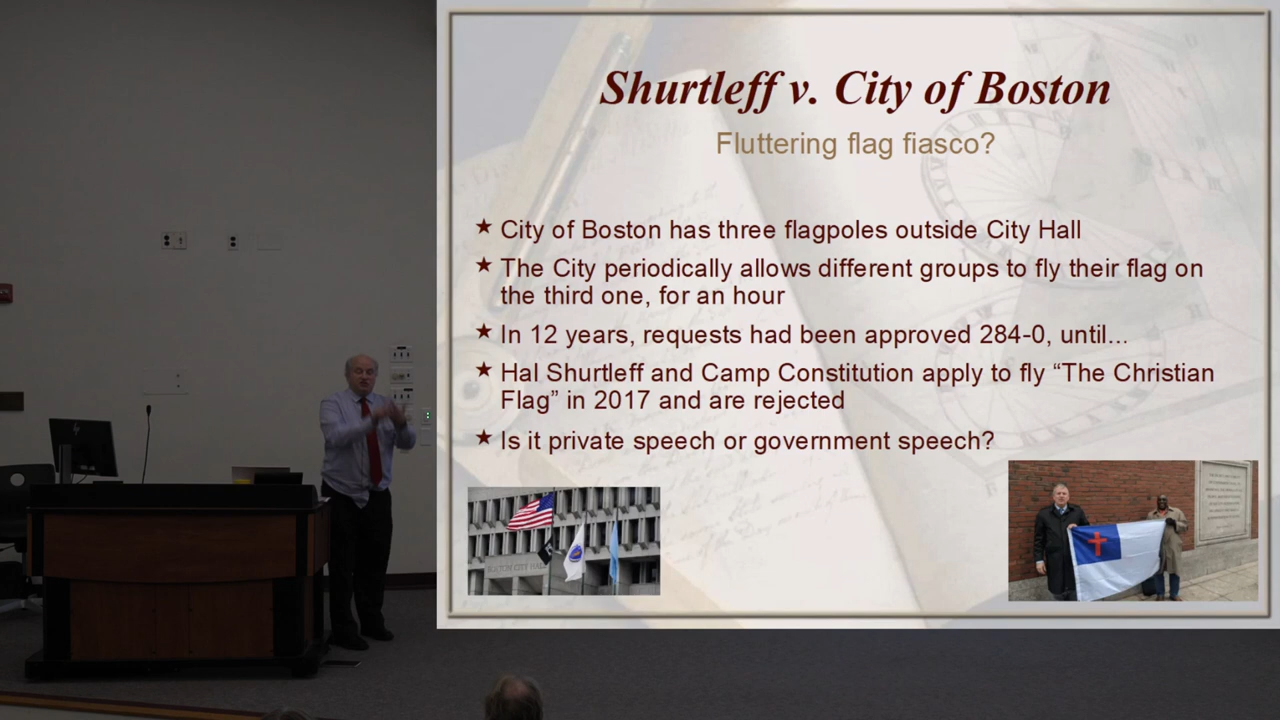 Shurtleff v. City of Boston
Fluttering flag fiasco?
★ City of Boston has three flagpoles outside City Hall
★ The City periodically allows different groups to fly their flag on
the third one, for an hour
★ In 12 years, requests had been approved 284-0, until...
★ Hal Shurtleff and Camp Constitution apply to fly “The Christian
Flag” in 2017 and are rejected
★ Is it private speech or government speech?
BOSTON CITY HALL